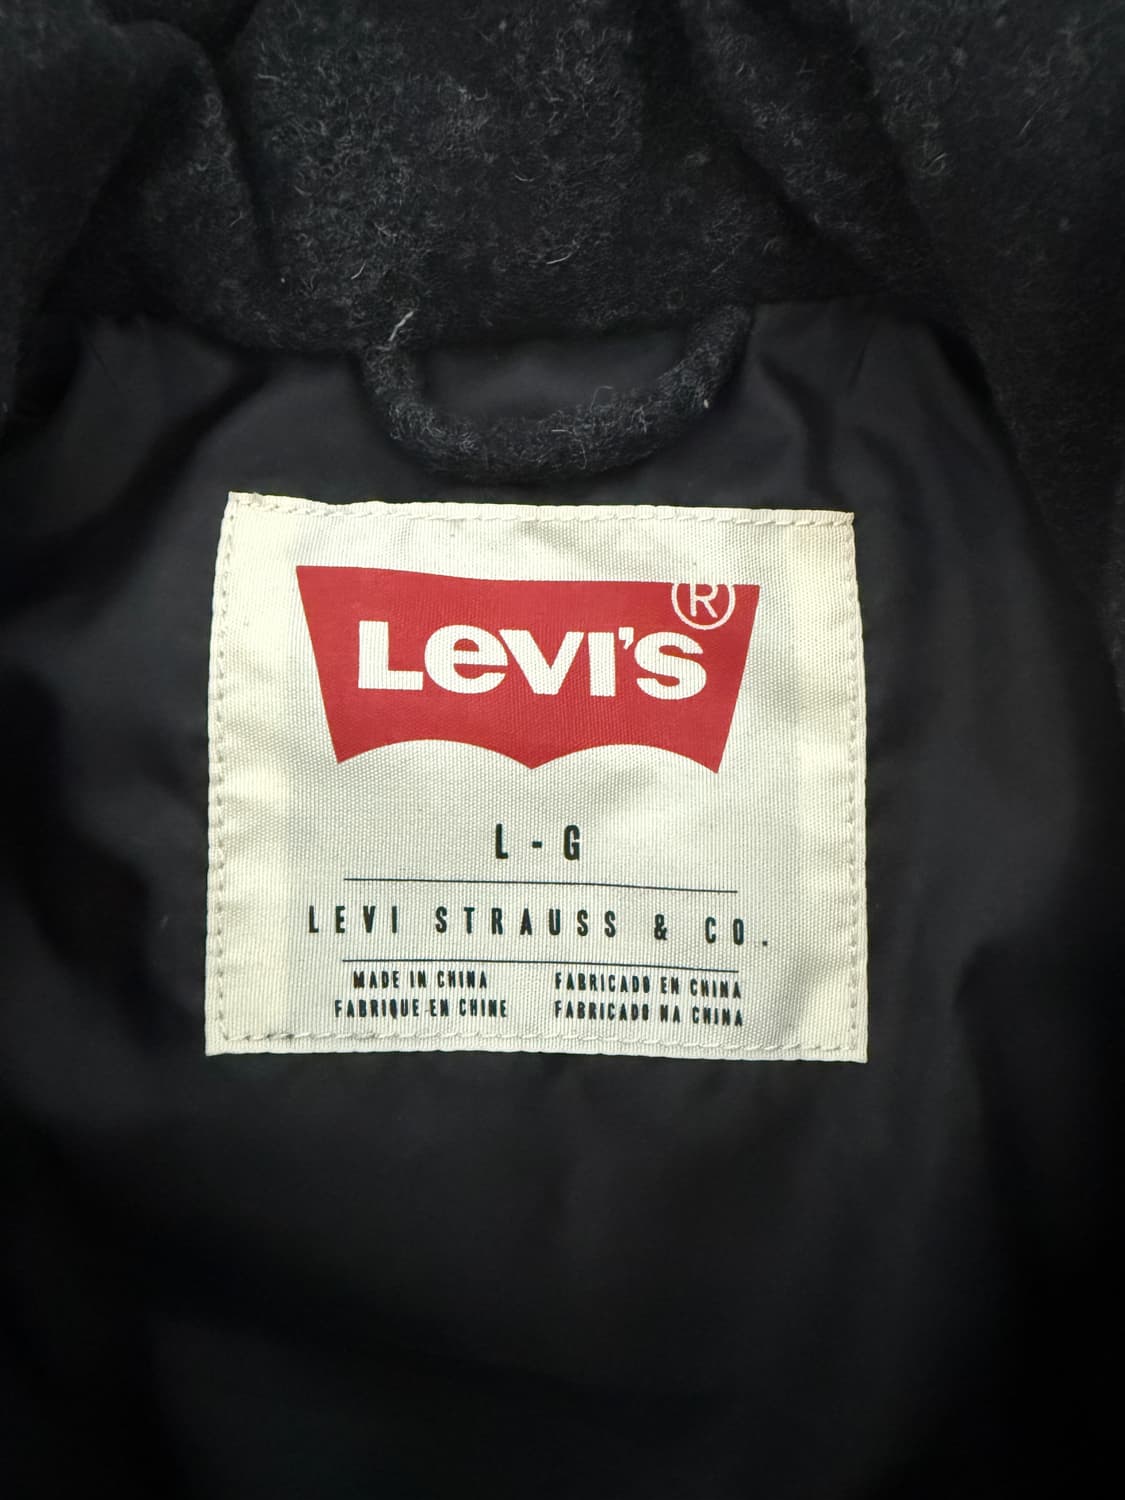 Levi's®
L - G
LEVI STRAUSS & CO.
MADE IN CHINA
FABRIQUE EN CHINE
FABRICADO EN CHINA
FABRICADO NA CHINA